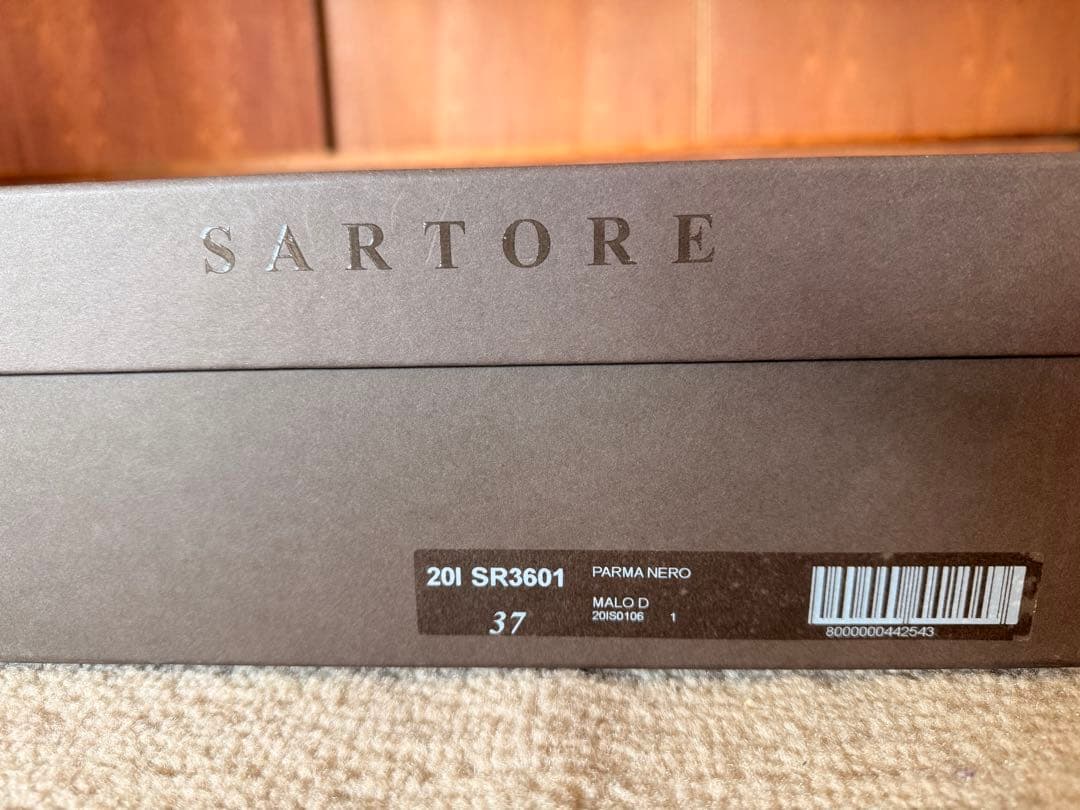 SARTORE
20I SR3601
37
PARMA NERO
MALO D
20IS0106 1
8000000442543